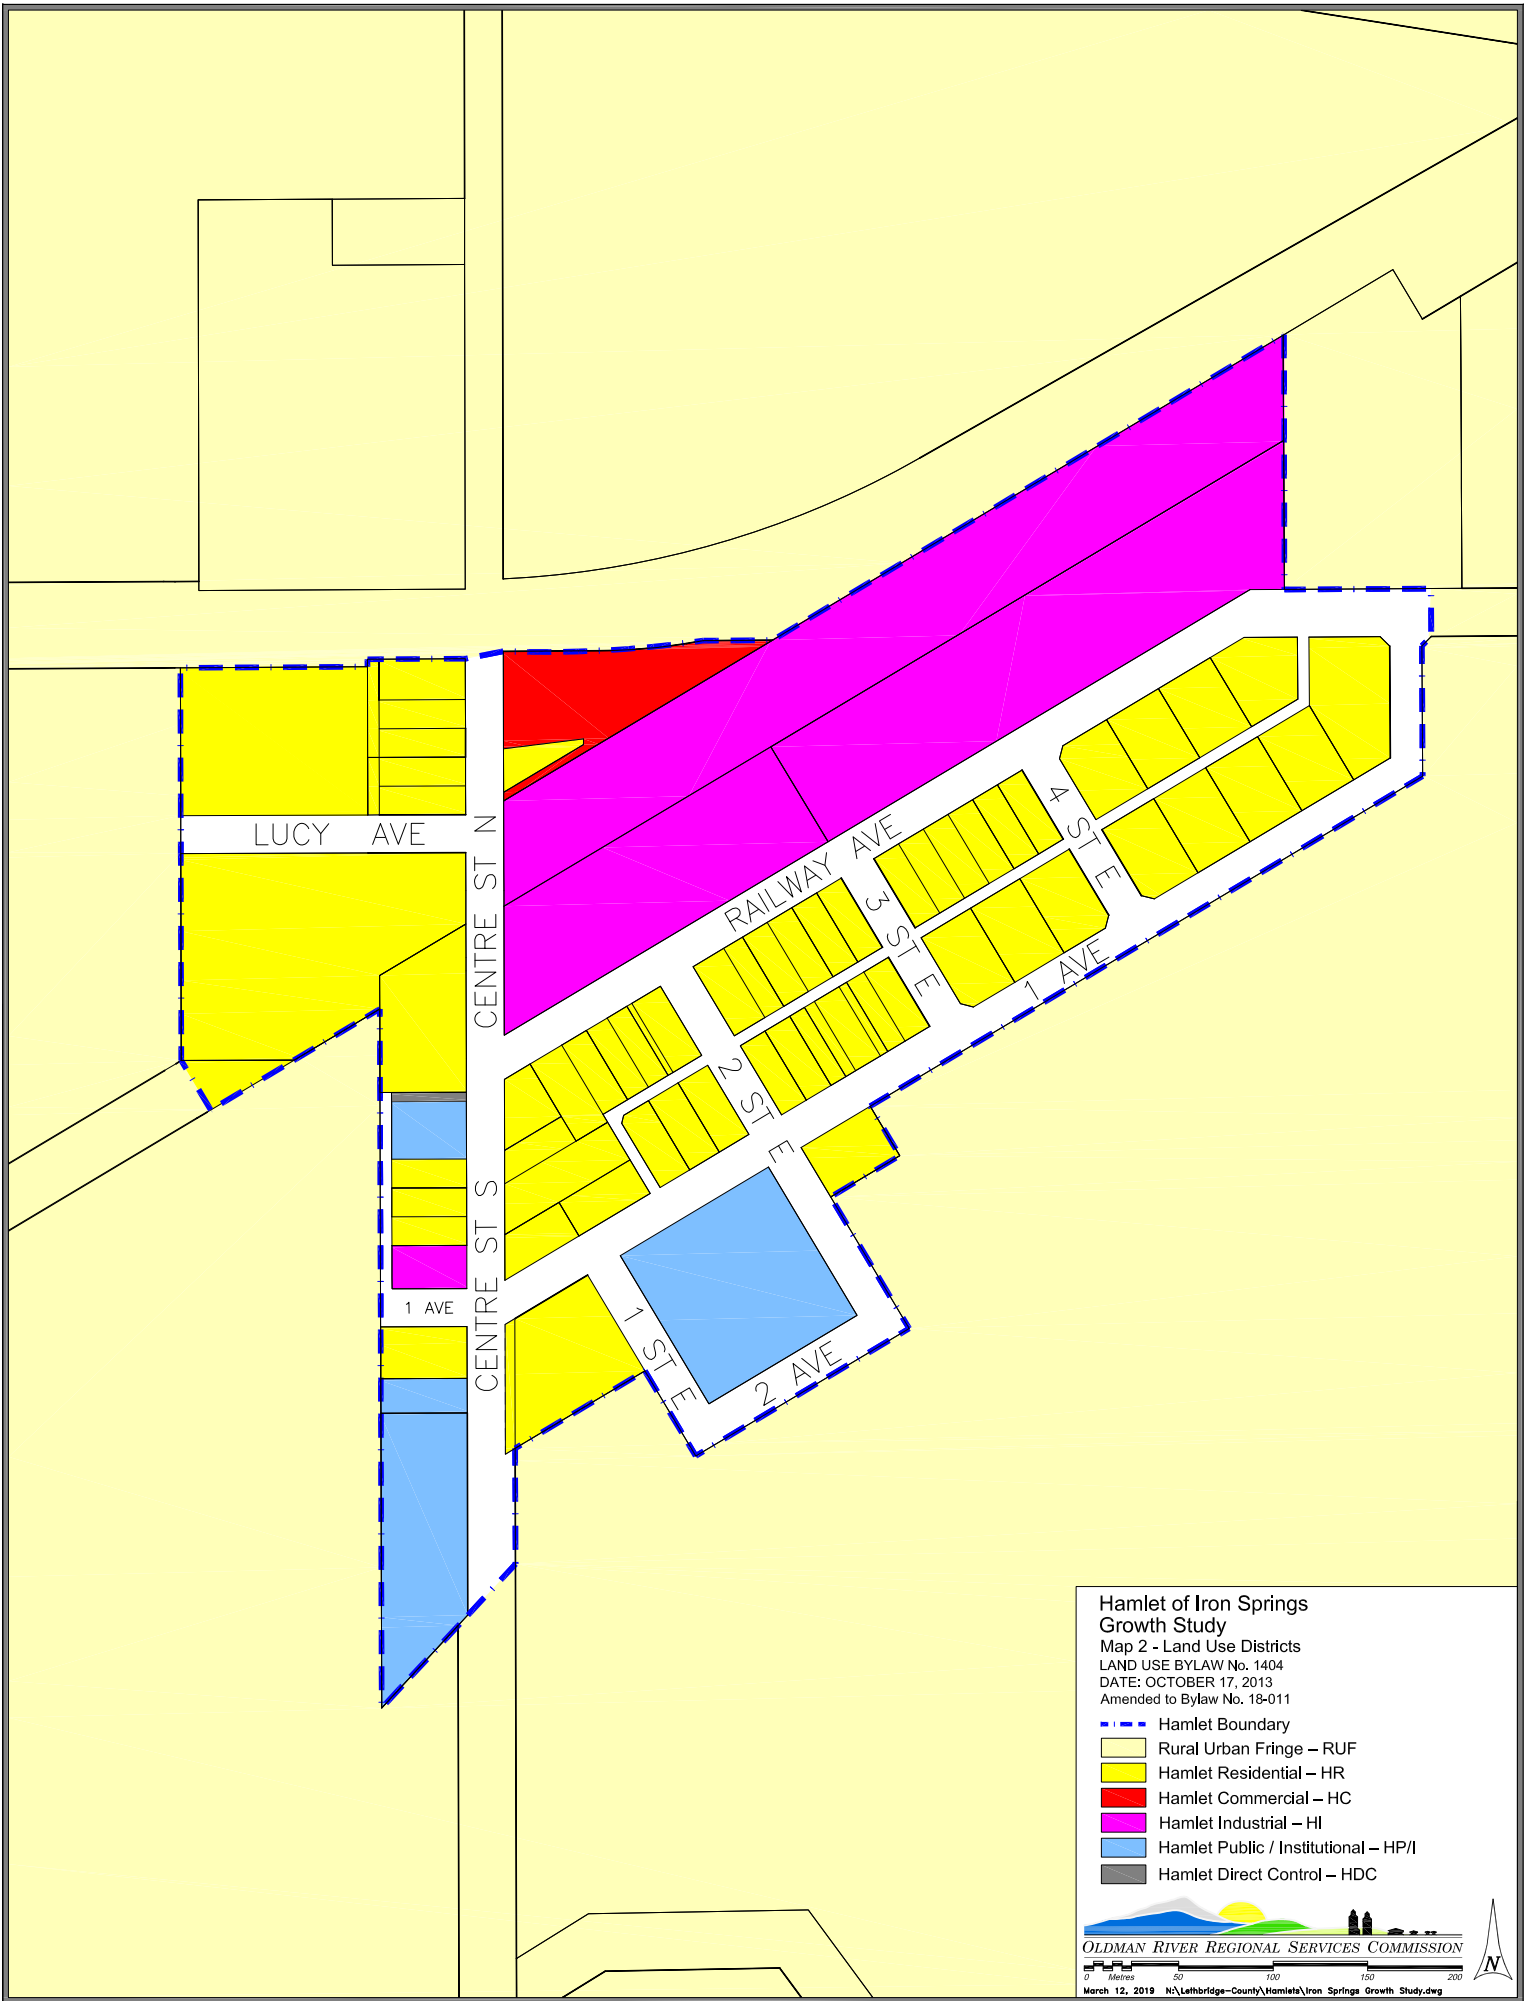 LUCY AVE
CENTRE ST N
RAILWAY AVE
4 ST E
3 ST E
1 AVE
2 ST E
CENTRE ST S
1 AVE
1 ST E
2 AVE
Hamlet of Iron Springs
Growth Study
Map 2 - Land Use Districts
LAND USE BYLAW No. 1404
DATE: OCTOBER 17, 2013
Amended to Bylaw No. 18-011
Hamlet Boundary
Rural Urban Fringe – RUF
Hamlet Residential – HR
Hamlet Commercial – HC
Hamlet Industrial – HI
Hamlet Public / Institutional – HP/I
Hamlet Direct Control – HDC
OLDMAN RIVER REGIONAL SERVICES COMMISSION
0 Metres 50 100 150 200
N
March 12, 2019 N:\Lethbridge-County\Hamlets\Iron Springs Growth Study.dwg